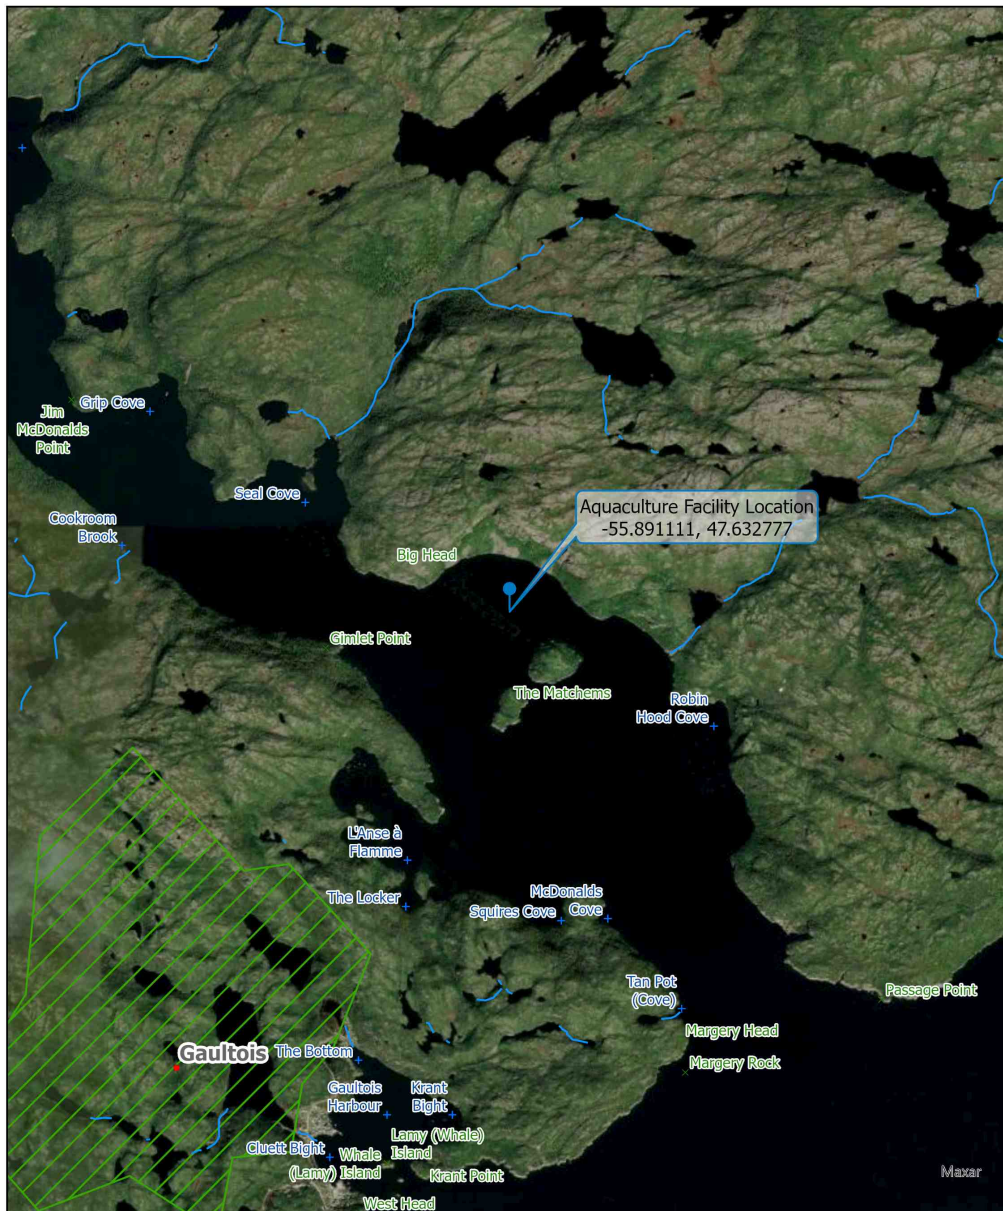 Jim
McDonalds
Point
Grip Cove
Seal Cove
Cookroom
Brook
Aquaculture Facility Location
-55.891111, 47.632777
Big Head
Gimlet Point
The Matchems
Robin
Hood Cove
L'Anse à
Flamme
The Locker
McDonalds
Cove
Squires Cove
Tan Pot
(Cove)
Passage Point
Margery Head
Gaultois
The Bottom
Margery Rock
Gaultois
Harbour
Krant
Bight
Lamy (Whale)
Island
Cluett Bight
Whale
(Lamy) Island
Krant Point
West Head
Maxar